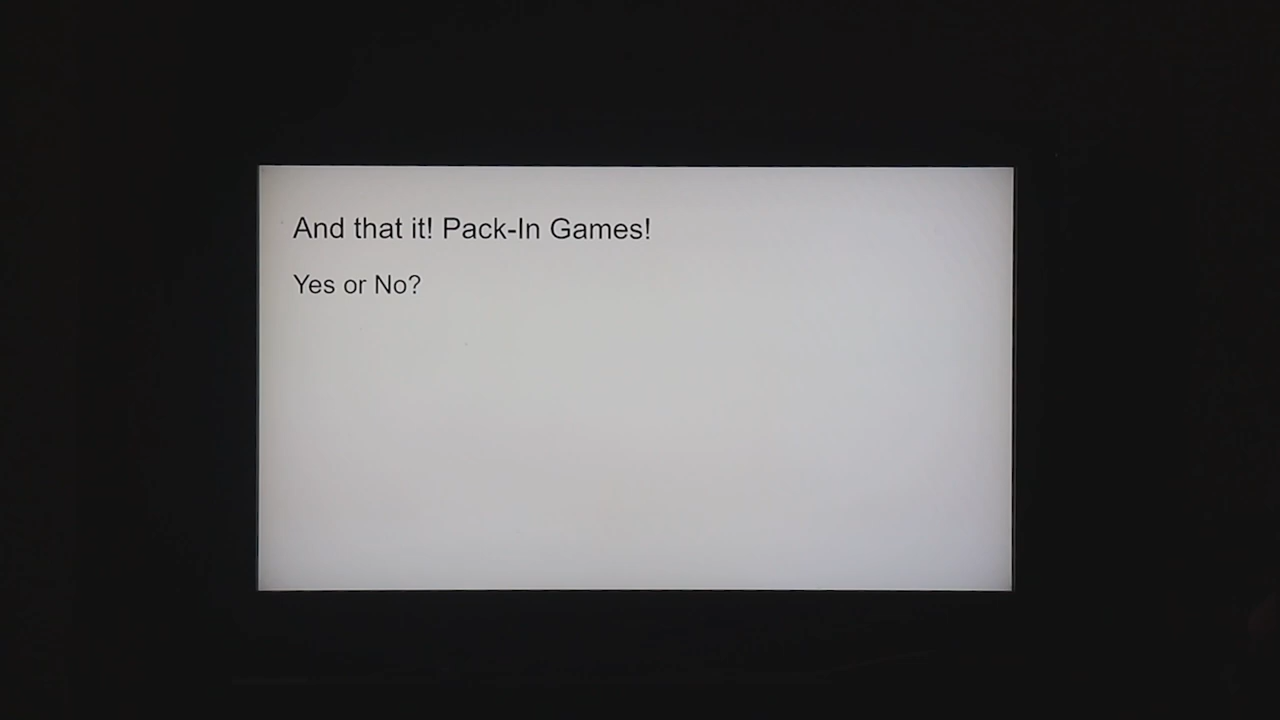 And that it! Pack-In Games!
Yes or No?